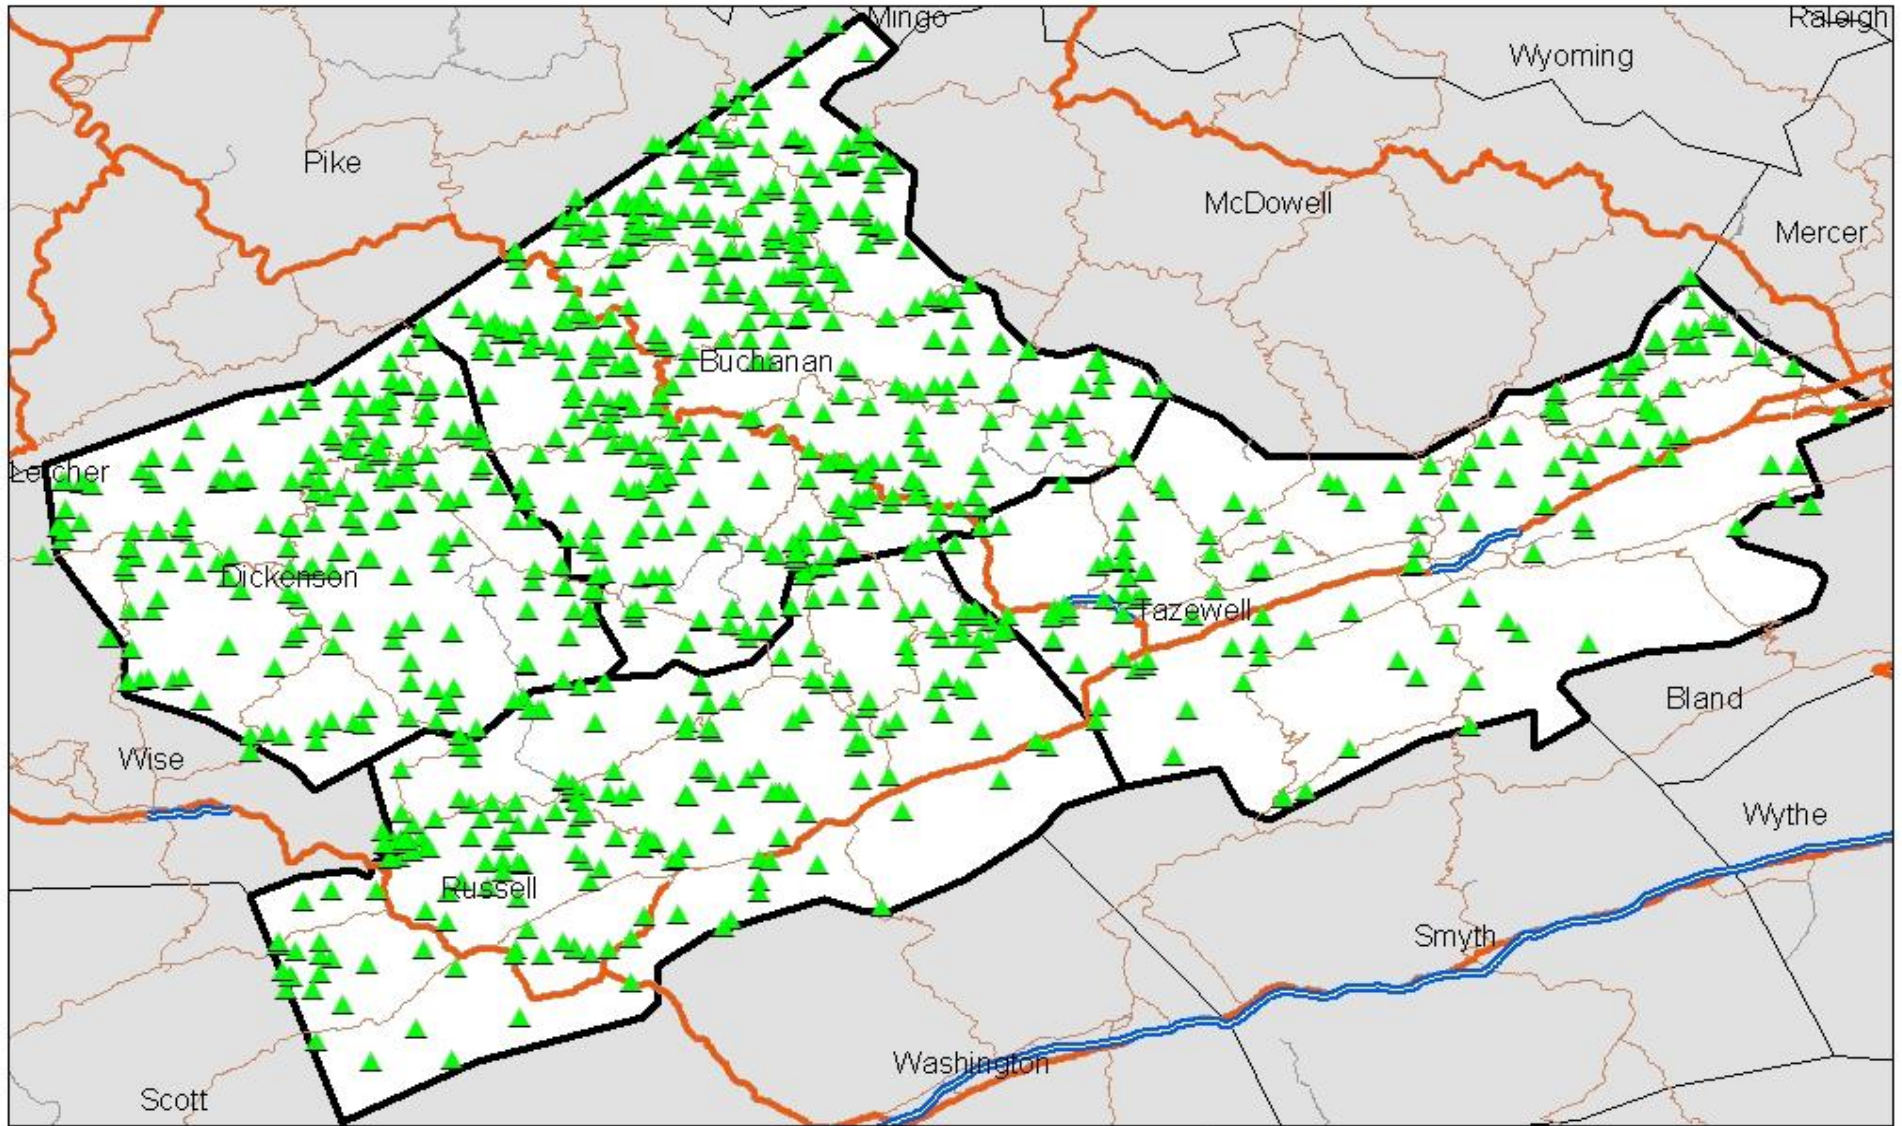 Mingo
Raleigh
Wyoming
Pike
McDowell
Mercer
Buchanan
Letcher
Dickenson
Tazewell
Bland
Wise
Wythe
Russell
Smyth
Washington
Scott